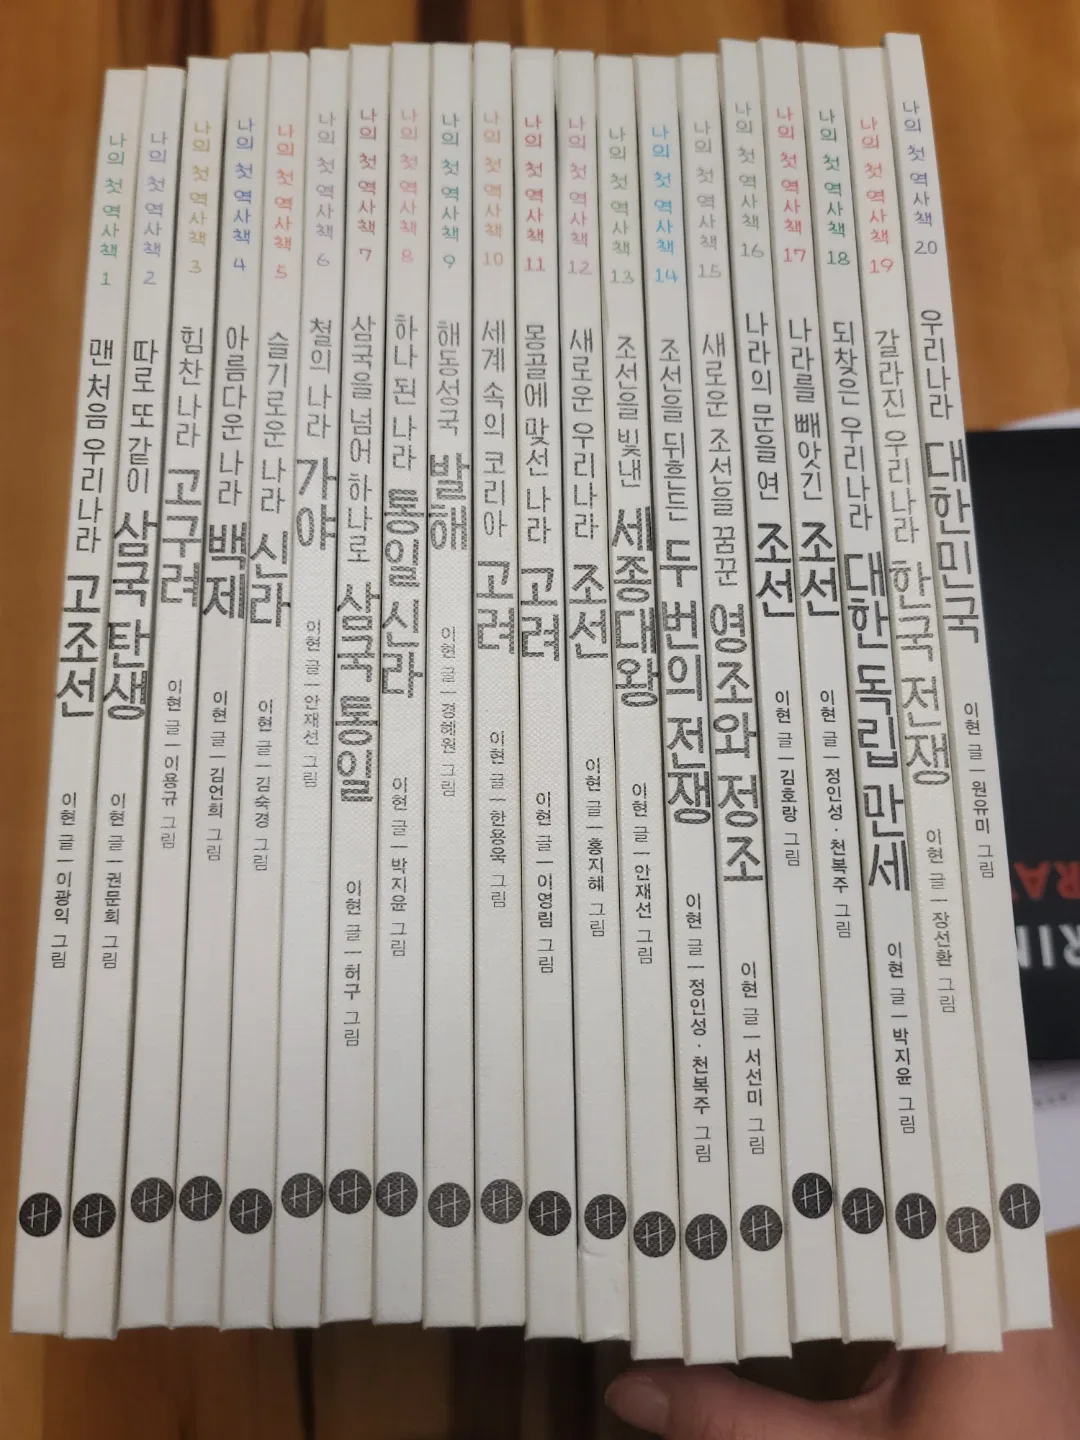 나의 첫 역사책 1 맨 처음 우리나라 고조선 이현 글 | 이광익 그림
나의 첫 역사책 2 따로 또 같이 삼국 탄생 이현 글 | 권문희 그림
나의 첫 역사책 3 힘찬 나라 고구려 이현 글 | 이용규 그림
나의 첫 역사책 4 아름다운 나라 백제 이현 글 | 김언희 그림
나의 첫 역사책 5 슬기로운 나라 신라 이현 글 | 김숙경 그림
나의 첫 역사책 6 철의 나라 가야 이현 글 | 안재선 그림
나의 첫 역사책 7 삼국을 넘어 하나로 삼국 통일 이현 글 | 허구 그림
나의 첫 역사책 8 하나 된 나라 통일 신라 이현 글 | 박지윤 그림
나의 첫 역사책 9 해동성국 발해 이현 글 | 경혜원 그림
나의 첫 역사책 10 세계 속의 코리아 고려 이현 글 | 한용욱 그림
나의 첫 역사책 11 몽골에 맞선 나라 고려 이현 글 | 이영림 그림
나의 첫 역사책 12 새로운 우리나라 조선 이현 글 | 홍지혜 그림
나의 첫 역사책 13 조선을 빛낸 세종대왕 이현 글 | 안재선 그림
나의 첫 역사책 14 조선을 뒤흔든 두 번의 전쟁 이현 글 | 정인성·천복주 그림
나의 첫 역사책 15 새로운 조선을 꿈꾼 영조와 정조 이현 글 | 서선미 그림
나의 첫 역사책 16 나라의 문을 연 조선 이현 글 | 김호랑 그림
나의 첫 역사책 17 나라를 빼앗긴 조선 이현 글 | 정인성·천복주 그림
나의 첫 역사책 18 되찾은 우리나라 대한 독립 만세 이현 글 | 박지윤 그림
나의 첫 역사책 19 갈라진 우리나라 한국 전쟁 이현 글 | 장선환 그림
나의 첫 역사책 20 우리나라 대한민국 이현 글 | 원유미 그림